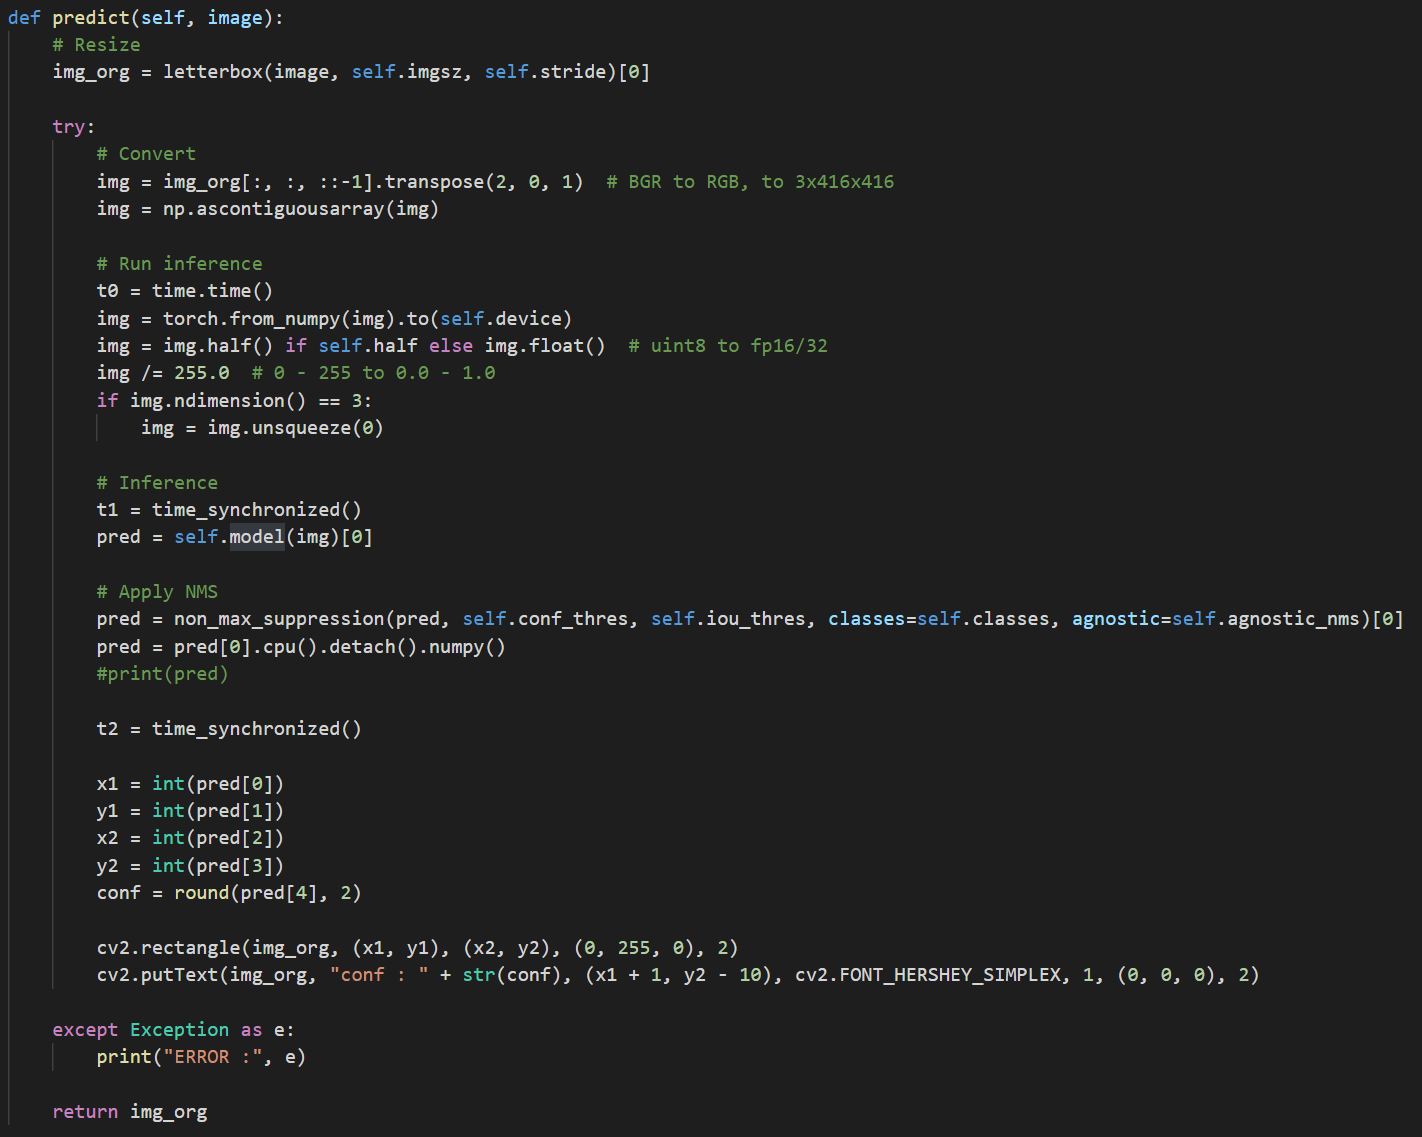 def predict(self, image):
    # Resize
    img_org = letterbox(image, self.imgsz, self.stride)[0]

    try:
        # Convert
        img = img_org[:, :, ::-1].transpose(2, 0, 1)  # BGR to RGB, to 3x416x416
        img = np.ascontiguousarray(img)

        # Run inference
        t0 = time.time()
        img = torch.from_numpy(img).to(self.device)
        img = img.half() if self.half else img.float()  # uint8 to fp16/32
        img /= 255.0  # 0 - 255 to 0.0 - 1.0
        if img.ndimension() == 3:
            img = img.unsqueeze(0)

        # Inference
        t1 = time_synchronized()
        pred = self.model(img)[0]

        # Apply NMS
        pred = non_max_suppression(pred, self.conf_thres, self.iou_thres, classes=self.classes, agnostic=self.agnostic_nms)[0]
        pred = pred[0].cpu().detach().numpy()
        #print(pred)

        t2 = time_synchronized()

        x1 = int(pred[0])
        y1 = int(pred[1])
        x2 = int(pred[2])
        y2 = int(pred[3])
        conf = round(pred[4], 2)

        cv2.rectangle(img_org, (x1, y1), (x2, y2), (0, 255, 0), 2)
        cv2.putText(img_org, "conf : " + str(conf), (x1 + 1, y2 - 10), cv2.FONT_HERSHEY_SIMPLEX, 1, (0, 0, 0), 2)

    except Exception as e:
        print("ERROR :", e)

    return img_org